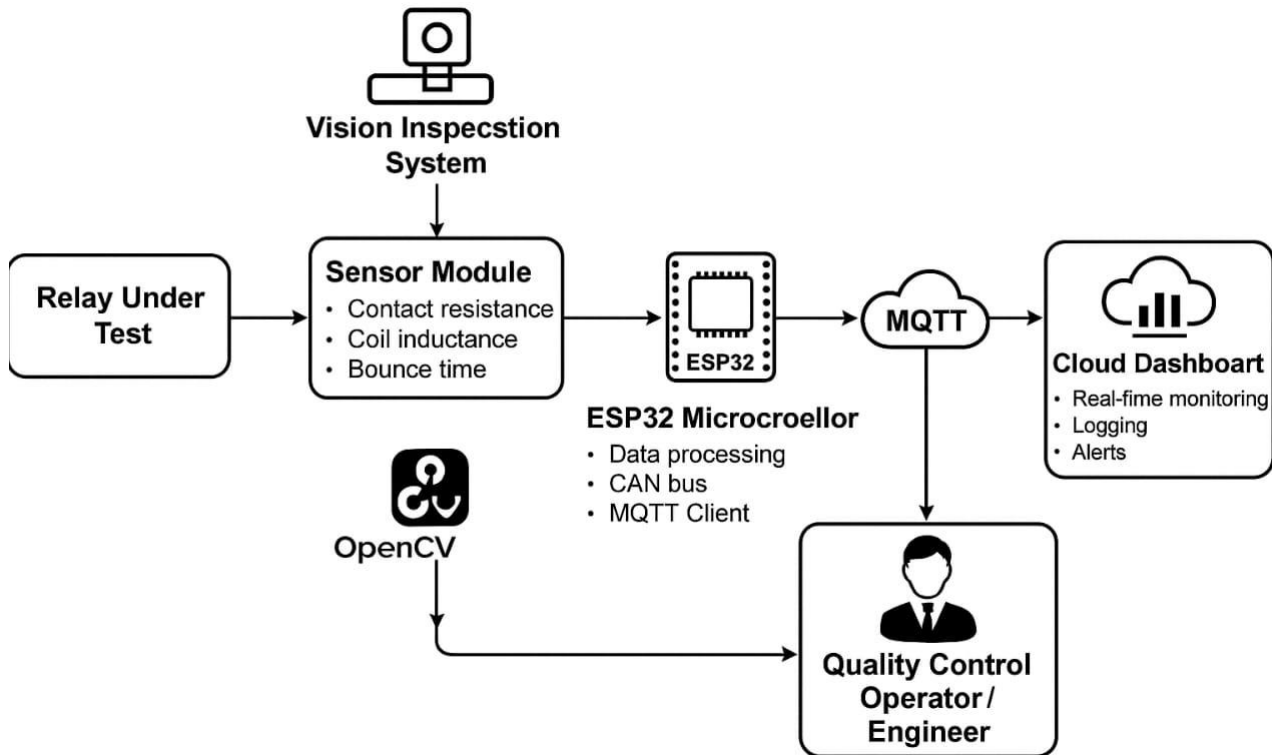 Vision Inspecstion
System
Relay Under
Test
Sensor Module
• Contact resistance
• Coil inductance
• Bounce time
ESP32
ESP32 Microcroellor
• Data processing
• CAN bus
• MQTT Client
MQTT
Cloud Dashboart
• Real-fime monitoring
• Logging
• Alerts
OpenCV
Quality Control
Operator /
Engineer